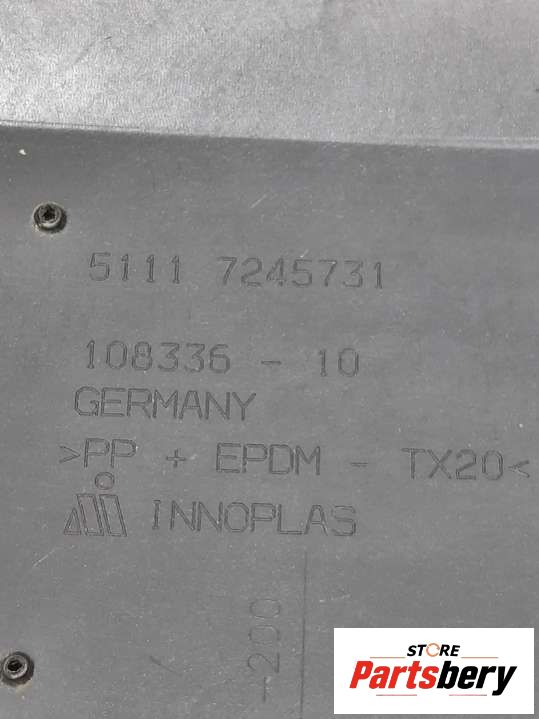 5111 7245731
108336 - 10
GERMANY
>PP + EPDM - TX20<
INNOPLAS
-200
STORE
Partsbery